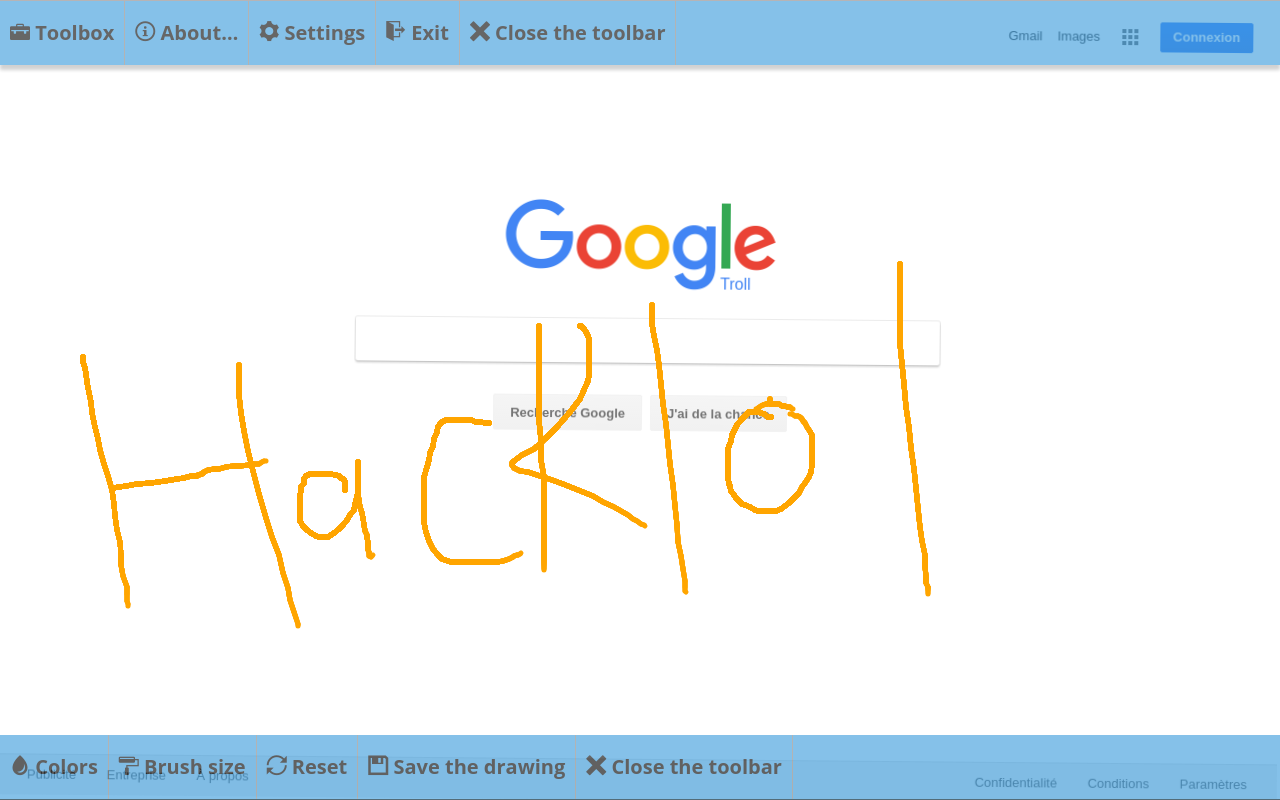 Toolbox About... Settings Exit Close the toolbar Gmail Images Connexion
Google
Troll
Recherche Google J'ai de la chance
Hacklol
Colors Brush size Reset Save the drawing Close the toolbar
Publicité Entreprise À propos Confidentialité Conditions Paramètres